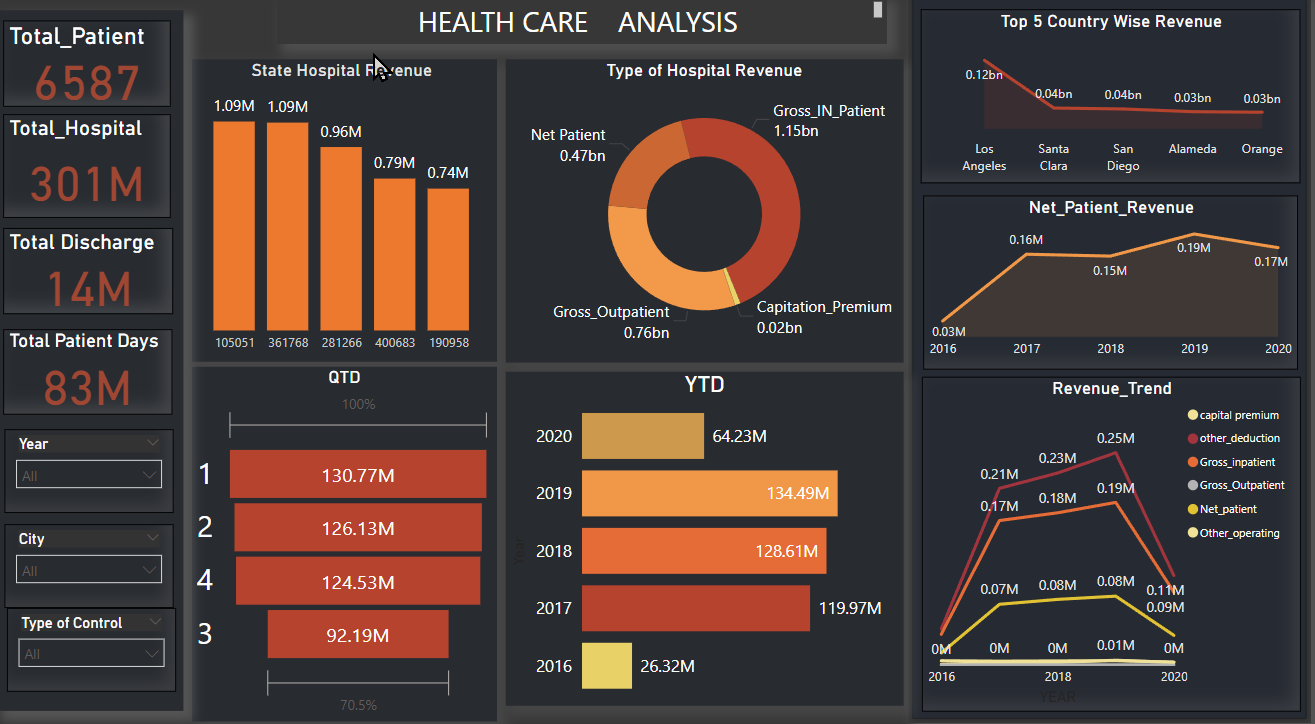 HEALTH CARE ANALYSIS
Total_Patient
6587
Total_Hospital
301M
Total Discharge
14M
Total Patient Days
83M
Year
All
City
All
Type of Control
All
State Hospital Revenue
1.09M
1.09M
0.96M
0.79M
0.74M
105051
361768
281266
400683
190958
Type of Hospital Revenue
Gross_IN_Patient
1.15bn
Net Patient
0.47bn
Gross_Outpatient
0.76bn
Capitation_Premium
0.02bn
QTD
100%
1
130.77M
2
126.13M
4
124.53M
3
92.19M
70.5%
YTD
Year
2020
64.23M
2019
134.49M
2018
128.61M
2017
119.97M
2016
26.32M
Top 5 Country Wise Revenue
0.12bn
0.04bn
0.04bn
0.03bn
0.03bn
Los
Angeles
Santa
Clara
San
Diego
Alameda
Orange
Net_Patient_Revenue
0.03M
0.16M
0.15M
0.19M
0.17M
2016
2017
2018
2019
2020
Revenue_Trend
capital premium
other_deduction
Gross_inpatient
Gross_Outpatient
Net_patient
Other_operating
0.21M
0.23M
0.25M
0.17M
0.18M
0.19M
0.11M
0.09M
0.07M
0.08M
0.08M
0M
0M
0M
0.01M
0M
2016
2018
2020
YEAR